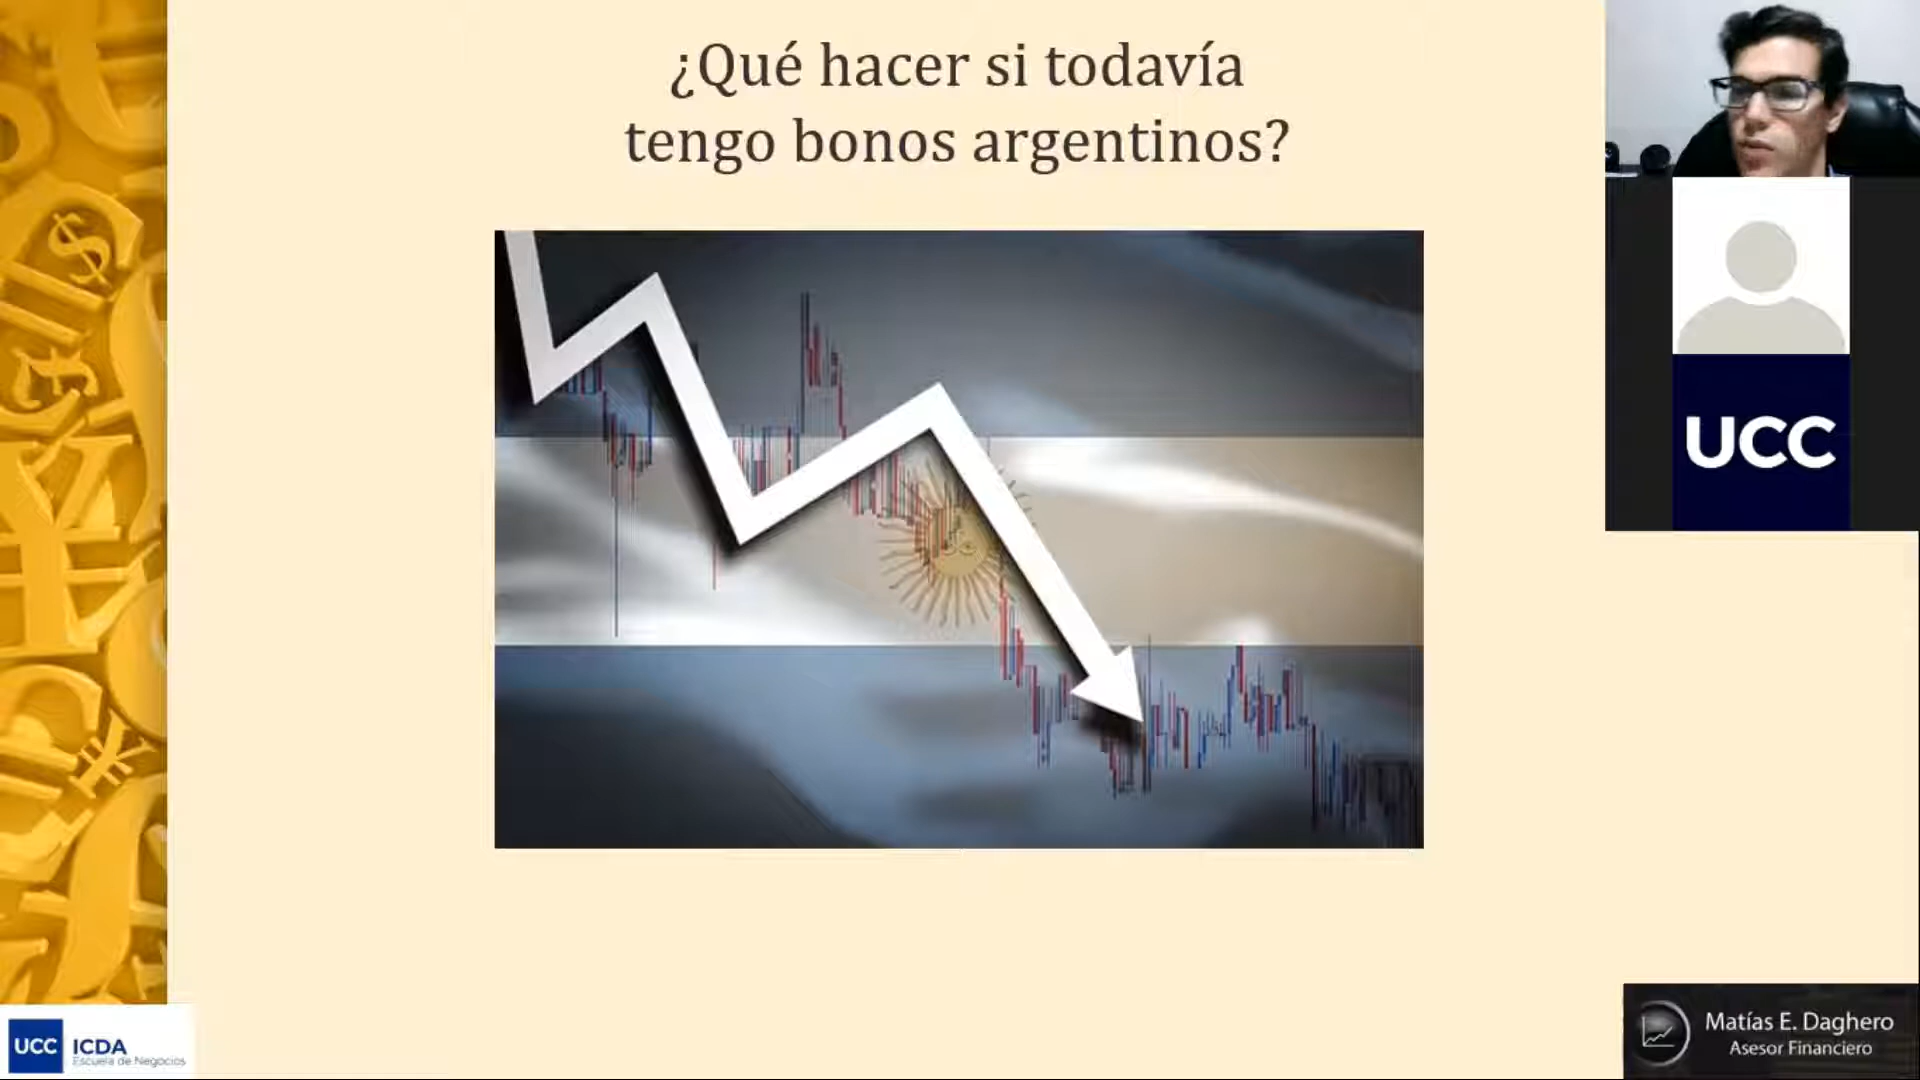 ¿Qué hacer si todavía
tengo bonos argentinos?
UCC
UCC ICDA
Escuela de Negocios
Matías E. Daghero
Asesor Financiero